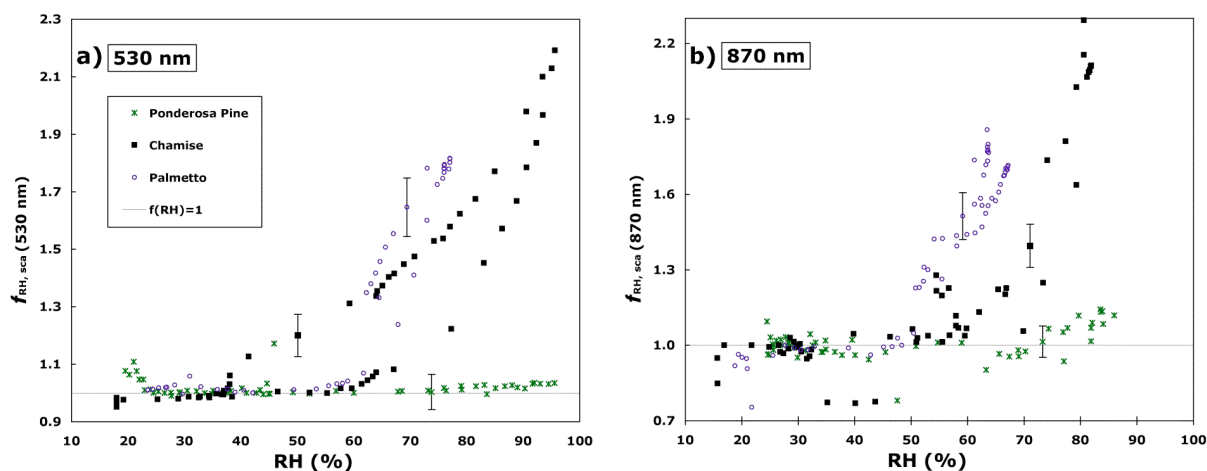 a) 530 nm
Ponderosa Pine
Chamise
Palmetto
f(RH)=1
2.3
2.1
1.9
1.7
1.5
1.3
1.1
0.9
fRH, sca (530 nm)
10 20 30 40 50 60 70 80 90 100
RH (%)
b) 870 nm
2.2
1.9
1.6
1.3
1.0
0.7
fRH, sca (870 nm)
10 20 30 40 50 60 70 80 90 100
RH (%)